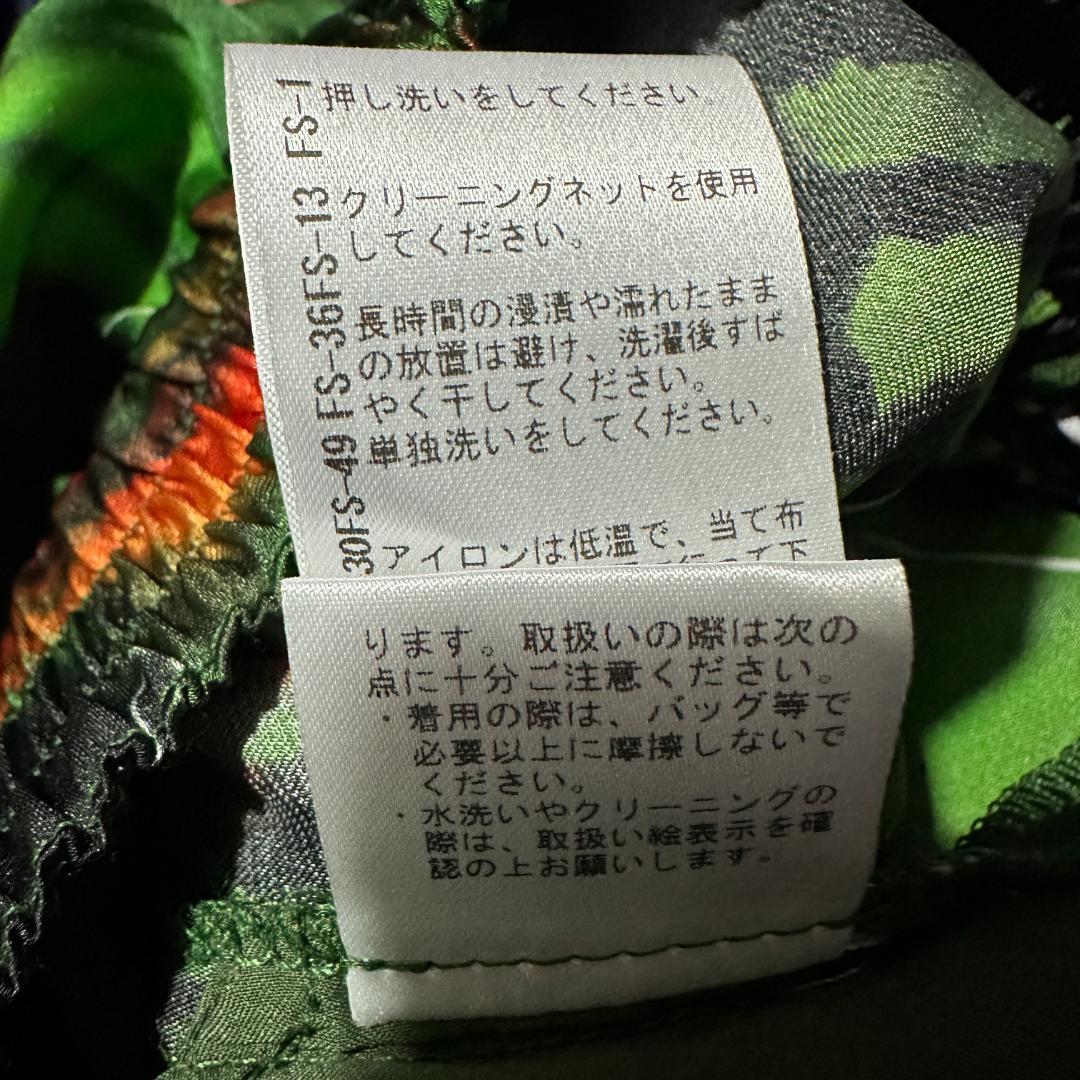 FS-1
FS-13
FS-36
FS-49
30
押し洗いをしてください。
クリーニングネットを使用
してください。
長時間の浸漬や濡れたまま
の放置は避け、洗濯後すば
やく干してください。
単独洗いをしてください。
アイロンは低温で、当て布
ります。取扱いの際は次の
点に十分ご注意ください。
・着用の際は、バッグ等で
必要以上に摩擦しないで
ください。
・水洗いやクリーニングの
際は、取扱い絵表示を確
認の上お願いします。